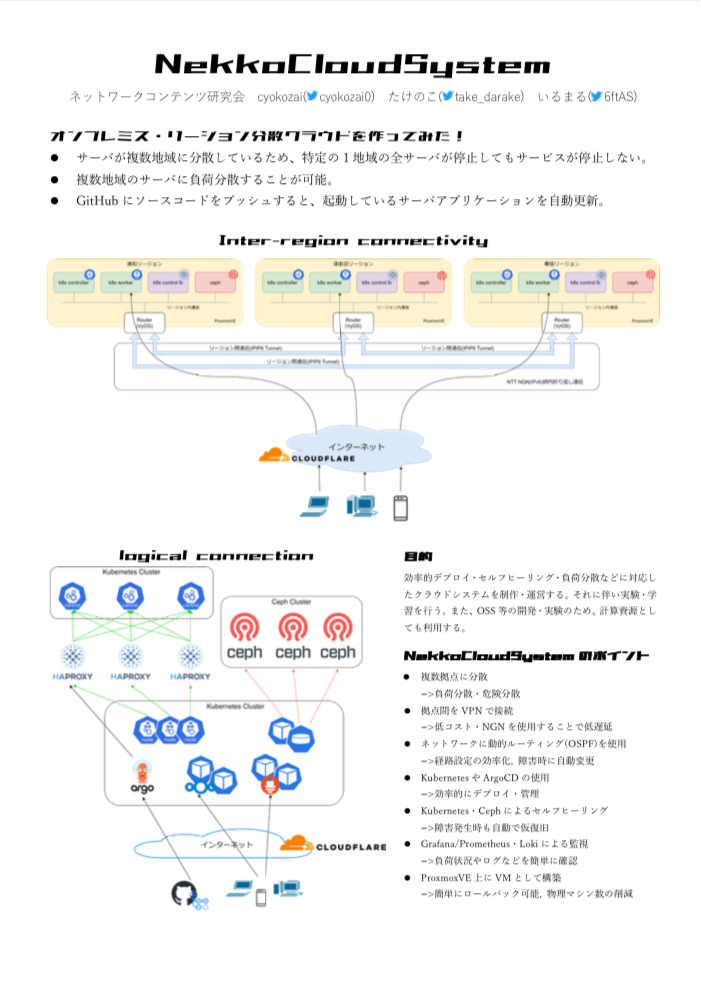 NekkoCloudSystem
ネットワークコンテンツ研究会 cyokozai(cyokozai0) たけのこ(take_darake) いるまる(6ftAS)
オンプレミス・リージョン分散クラウドを作ってみた！
● サーバが複数地域に分散しているため、特定の１地域の全サーバが停止してもサービスが停止しない。
● 複数地域のサーバに負荷分散することが可能。
● GitHub にソースコードをプッシュすると、起動しているサーバアプリケーションを自動更新。
Inter-region connectivity
浦和リージョン
k8s controller
k8s worker
k8s control lb
ceph
リージョン内通信
Router
(VyOS)
ProxmoxVE
k8s controller
k8s worker
k8s control lb
ceph
リージョン内通信
Router
(VyOS)
ProxmoxVE
k8s controller
k8s worker
k8s control lb
ceph
リージョン内通信
Router
(VyOS)
ProxmoxVE
リージョン間通信(IPIP6 Tunnel)
リージョン間通信(IPIP6 Tunnel)
リージョン間通信(IPIP6 Tunnel)
NTT NGN(IPv6)網内折り返し通信
インターネット
CLOUDFLARE
logical connection
Kubernetes Cluster
HAPROXY
HAPROXY
HAPROXY
Ceph Cluster
ceph
ceph
ceph
Kubernetes Cluster
argo
インターネット
CLOUDFLARE
目的
効率的デプロイ・セルフヒーリング・負荷分散などに対応し
たクラウドシステムを制作・運営する。それに伴い実験・学
習を行う。また、OSS 等の開発・実験のため、計算資源とし
ても利用する。
NekkoCloudSystem のポイント
● 複数拠点に分散
−>負荷分散・危険分散
● 拠点間を VPN で接続
−>低コスト・NGN を使用することで低遅延
● ネットワークに動的ルーティング(OSPF)を使用
−>経路設定の効率化, 障害時に自動変更
● Kubernetes や ArgoCD の使用
−>効率的にデプロイ・管理
● Kubernetes・Ceph によるセルフヒーリング
−>障害発生時も自動で仮復旧
● Grafana/Prometheus・Loki による監視
−>負荷状況やログなどを簡単に確認
● ProxmoxVE 上に VM として構築
−>簡単にロールバック可能, 物理マシン数の削減